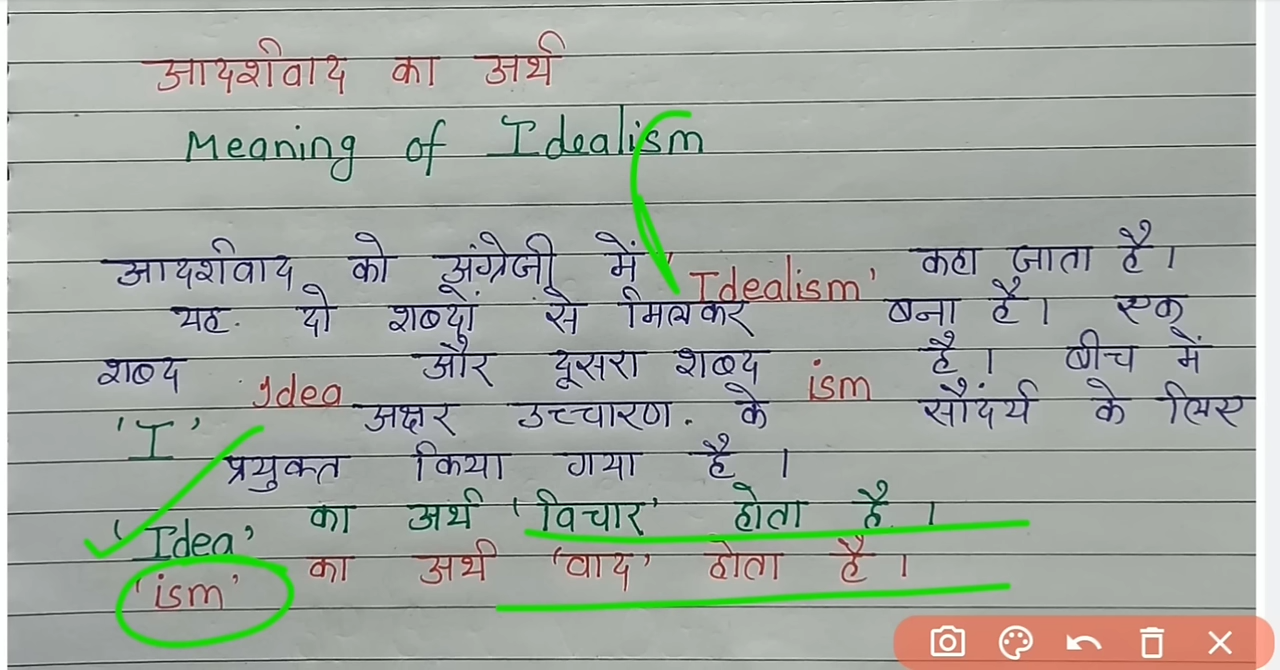 आदर्शवाद का अर्थ
Meaning of Idealism
आदर्शवाद को अंग्रेजी में 'Idealism' कहा जाता है।
यह. दो शब्दों से मिलकर बना है। एक
शब्द Idea और दूसरा शब्द ism है। बीच में
'I' अक्षर उच्चारण. के सौंदर्य के लिए
प्रयुक्त किया गया है ।
'Idea' का अर्थ 'विचार' होता है ।
'ism' का अर्थ 'वाद' होता है ।